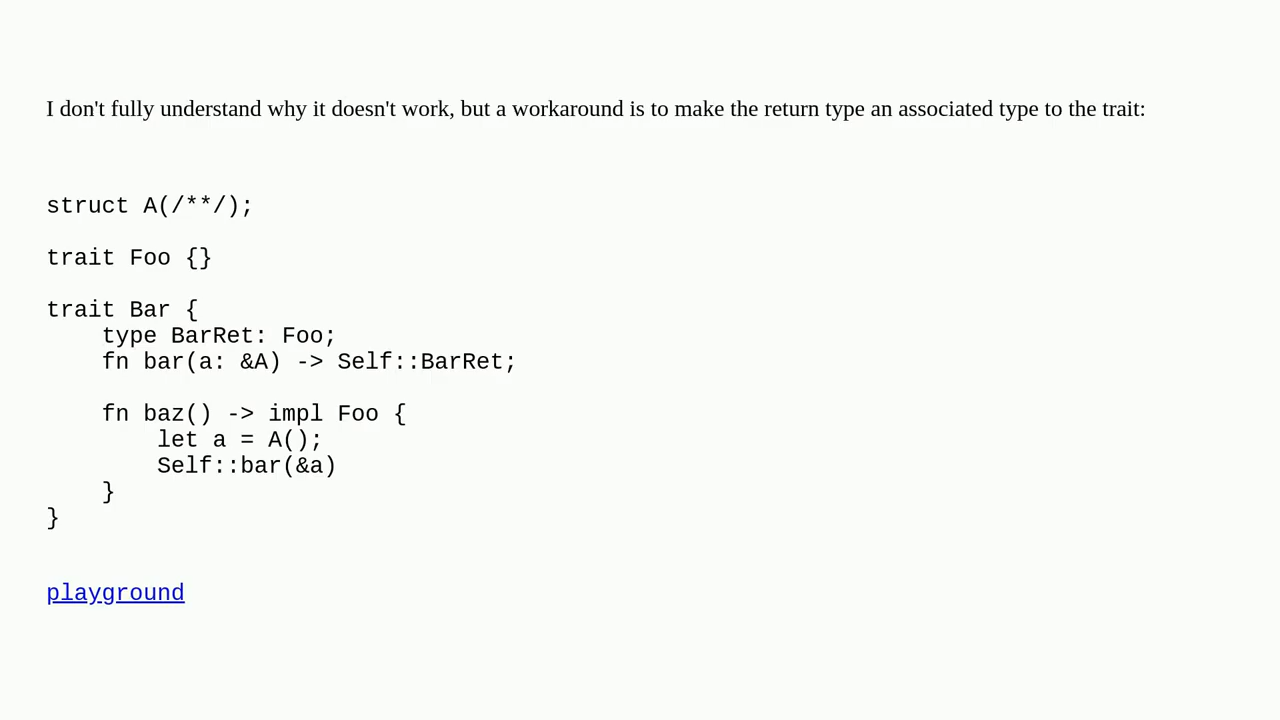 I don't fully understand why it doesn't work, but a workaround is to make the return type an associated type to the trait:
struct A(/**/);
trait Foo {}
trait Bar {
    type BarRet: Foo;
    fn bar(a: &A) -> Self::BarRet;
    fn baz() -> impl Foo {
        let a = A();
        Self::bar(&a)
    }
}
playground